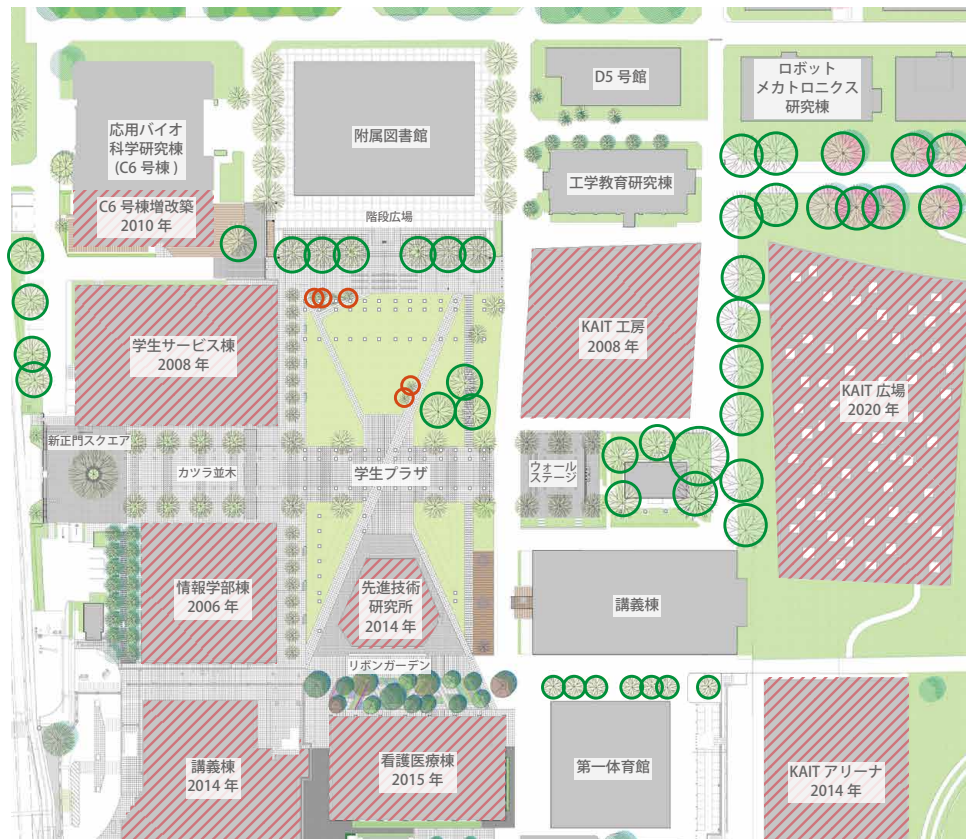 D5 号館
ロボット
メカトロニクス
研究棟
応用バイオ
科学研究棟
(C6 号棟 )
附属図書館
工学教育研究棟
C6 号棟増改築
2010 年
階段広場
学生サービス棟
2008 年
KAIT 工房
2008 年
KAIT 広場
2020 年
新正門スクエア
カツラ並木
学生プラザ
ウォール
ステージ
情報学部棟
2006 年
先進技術
研究所
2014 年
講義棟
リボンガーデン
講義棟
2014 年
看護医療棟
2015 年
第一体育館
KAIT アリーナ
2014 年